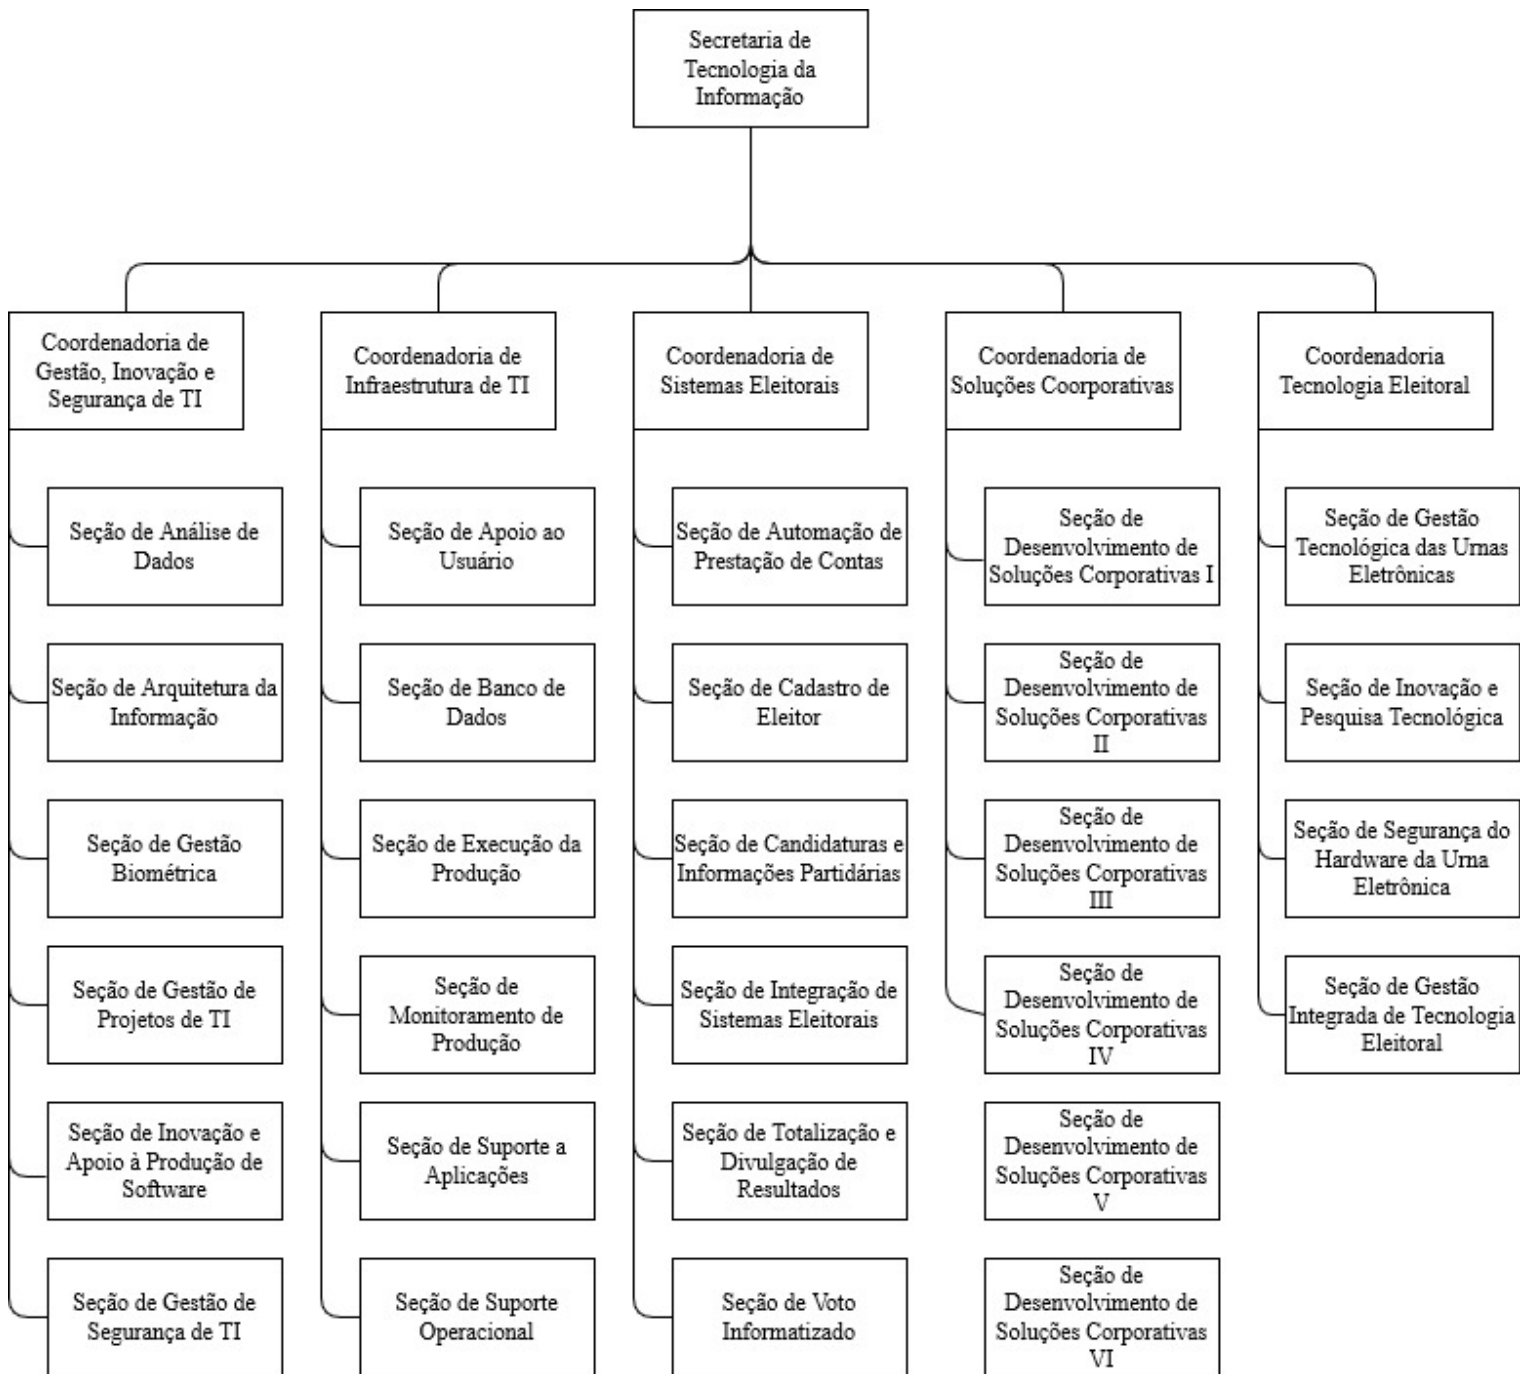 Secretaria de
Tecnologia da
Informação
Coordenadoria de
Gestão, Inovação e
Segurança de TI
Coordenadoria de
Infraestrutura de TI
Coordenadoria de
Sistemas Eleitorais
Coordenadoria de
Soluções Coorporativas
Coordenadoria
Tecnologia Eleitoral
Seção de Análise de
Dados
Seção de Apoio ao
Usuário
Seção de Automação de
Prestação de Contas
Seção de
Desenvolvimento de
Soluções Corporativas I
Seção de Gestão
Tecnológica das Urnas
Eletrônicas
Seção de Arquitetura da
Informação
Seção de Banco de
Dados
Seção de Cadastro de
Eleitor
Seção de
Desenvolvimento de
Soluções Corporativas
II
Seção de Inovação e
Pesquisa Tecnológica
Seção de Gestão
Biométrica
Seção de Execução da
Produção
Seção de Candidaturas e
Informações Partidárias
Seção de
Desenvolvimento de
Soluções Corporativas
III
Seção de Segurança do
Hardware da Urna
Eletrônica
Seção de Gestão de
Projetos de TI
Seção de
Monitoramento de
Produção
Seção de Integração de
Sistemas Eleitorais
Seção de
Desenvolvimento de
Soluções Corporativas
IV
Seção de Gestão
Integrada de Tecnologia
Eleitoral
Seção de Inovação e
Apoio à Produção de
Software
Seção de Suporte a
Aplicações
Seção de Totalização e
Divulgação de
Resultados
Seção de
Desenvolvimento de
Soluções Corporativas
V
Seção de Gestão de
Segurança de TI
Seção de Suporte
Operacional
Seção de Voto
Informatizado
Seção de
Desenvolvimento de
Soluções Corporativas
VI